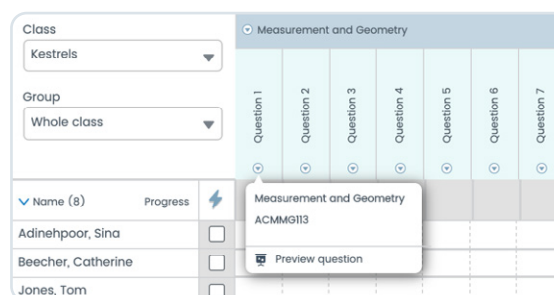 Class
Kestrels
Group
Whole class
Measurement and Geometry
Question 1
Question 2
Question 3
Question 4
Question 5
Question 6
Question 7
Name (8) Progress
Measurement and Geometry
ACMMG113
Preview question
Adinehpoor, Sina
Beecher, Catherine
Jones, Tom